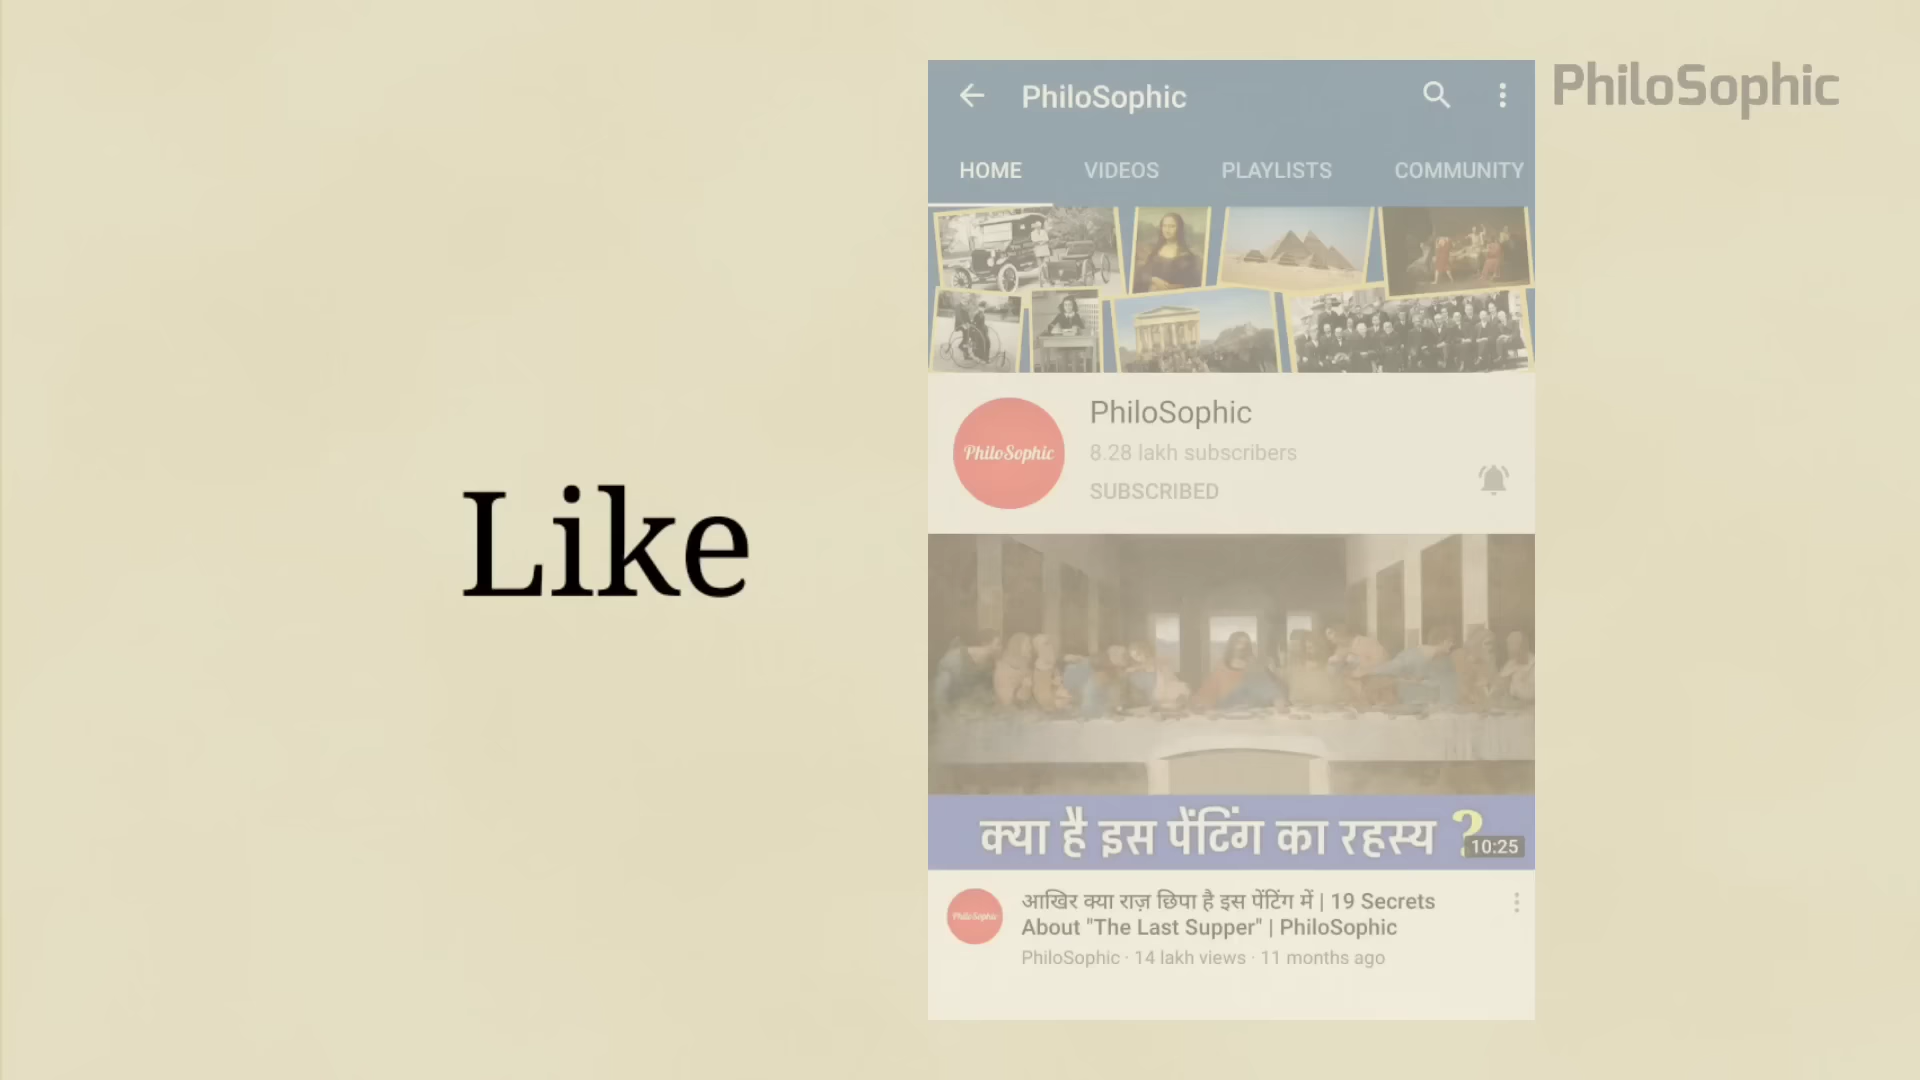 PhiloSophic
PhiloSophic
HOME VIDEOS PLAYLISTS COMMUNITY
PhiloSophic
PhiloSophic
8.28 lakh subscribers
SUBSCRIBED
Like
क्या है इस पेंटिंग का रहस्य ?
10:25
PhiloSophic
आखिर क्या राज़ छिपा है इस पेंटिंग में | 19 Secrets
About "The Last Supper" | PhiloSophic
PhiloSophic · 14 lakh views · 11 months ago